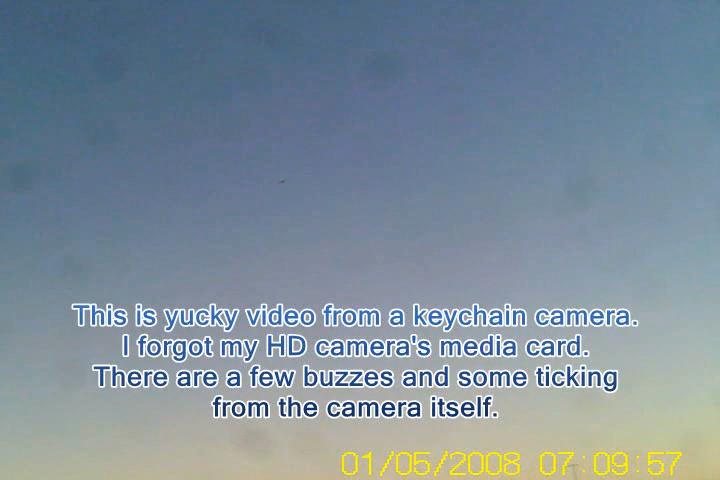 This is yucky video from a keychain camera.
I forgot my HD camera's media card.
There are a few buzzes and some ticking
from the camera itself.
01/05/2008 07:09:57